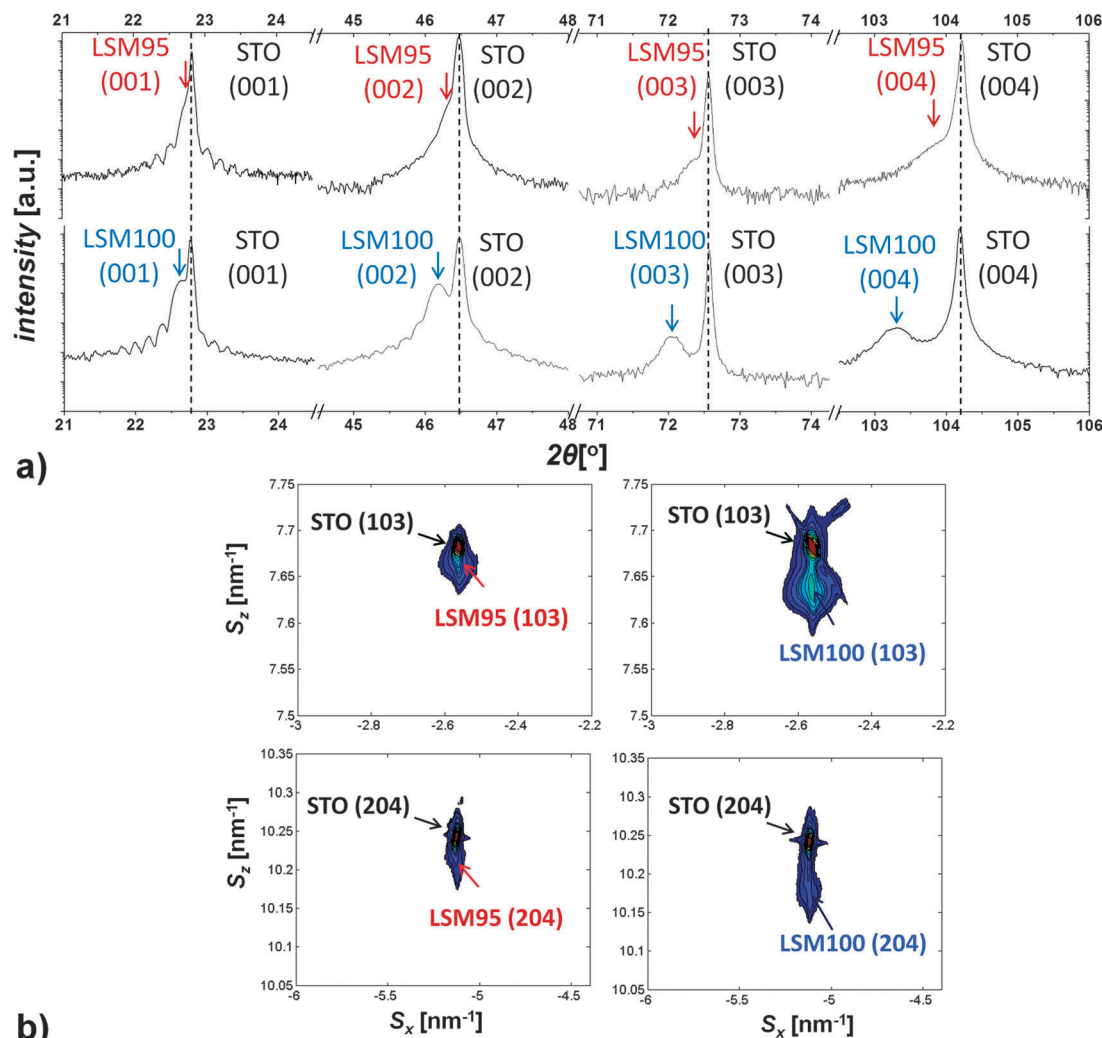 21 22 23 24 45 46 47 48 71 72 73 74 103 104 105 106
LSM95 STO LSM95 STO LSM95 STO LSM95 STO
(001) (001) (002) (002) (003) (003) (004) (004)
intensity [a.u.]
LSM100 STO LSM100 STO LSM100 STO LSM100 STO
(001) (001) (002) (002) (003) (003) (004) (004)
21 22 23 24 45 46 47 48 71 72 73 74 103 104 105 106
2θ[º]
a)
7.75
7.7
7.65
7.6
7.55
7.5
Sz [nm-1]
STO (103)
LSM95 (103)
-3 -2.8 -2.6 -2.4 -2.2
7.75
7.7
7.65
7.6
7.55
7.5
STO (103)
LSM100 (103)
-3 -2.8 -2.6 -2.4 -2.2
10.35
10.3
10.25
10.2
10.15
10.1
10.05
Sz [nm-1]
STO (204)
LSM95 (204)
-6 -5.5 -5 -4.5
Sx [nm-1]
10.35
10.3
10.25
10.2
10.15
10.1
10.05
STO (204)
LSM100 (204)
-6 -5.5 -5 -4.5
Sx [nm-1]
b)